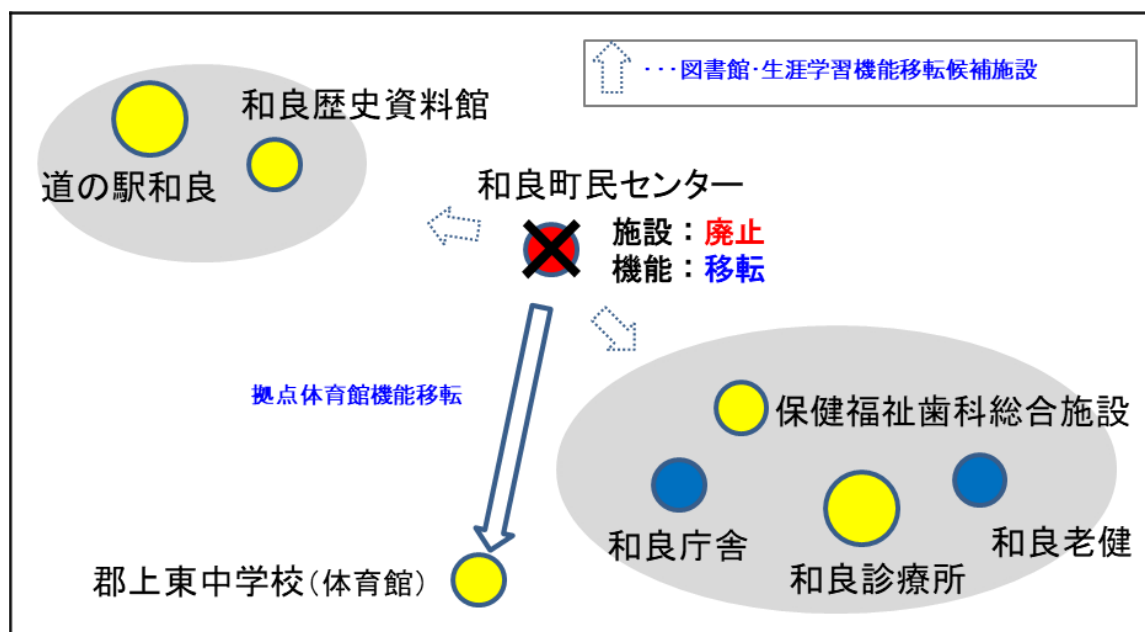 ・・・図書館・生涯学習機能移転候補施設
和良歴史資料館
道の駅和良
和良町民センター
施設：廃止
機能：移転
拠点体育館機能移転
保健福祉歯科総合施設
和良庁舎
和良老健
和良診療所
郡上東中学校（体育館）